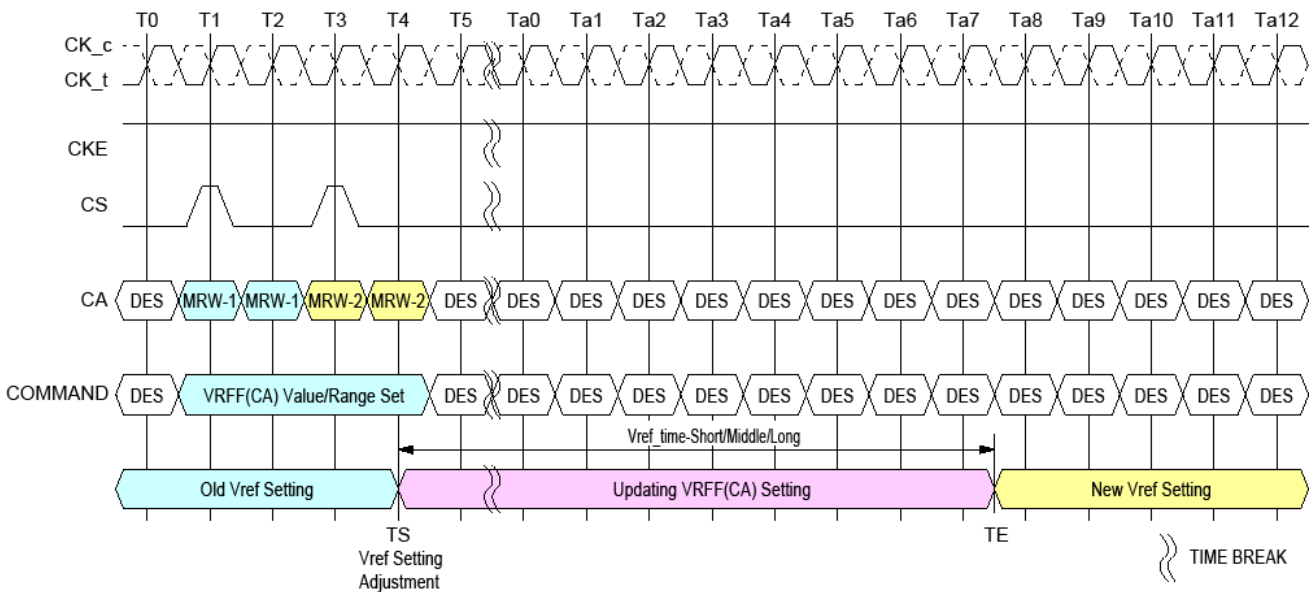 T0 T1 T2 T3 T4 T5 Ta0 Ta1 Ta2 Ta3 Ta4 Ta5 Ta6 Ta7 Ta8 Ta9 Ta10 Ta11 Ta12
CK_c
CK_t
CKE
CS
CA DES MRW-1 MRW-1 MRW-2 MRW-2 DES DES DES DES DES DES DES DES DES DES DES DES DES DES
COMMAND DES VRFF(CA) Value/Range Set DES DES DES DES DES DES DES DES DES DES DES DES DES DES
Vref_time-Short/Middle/Long
Old Vref Setting Updating VRFF(CA) Setting New Vref Setting
TS TE
Vref Setting
Adjustment
TIME BREAK